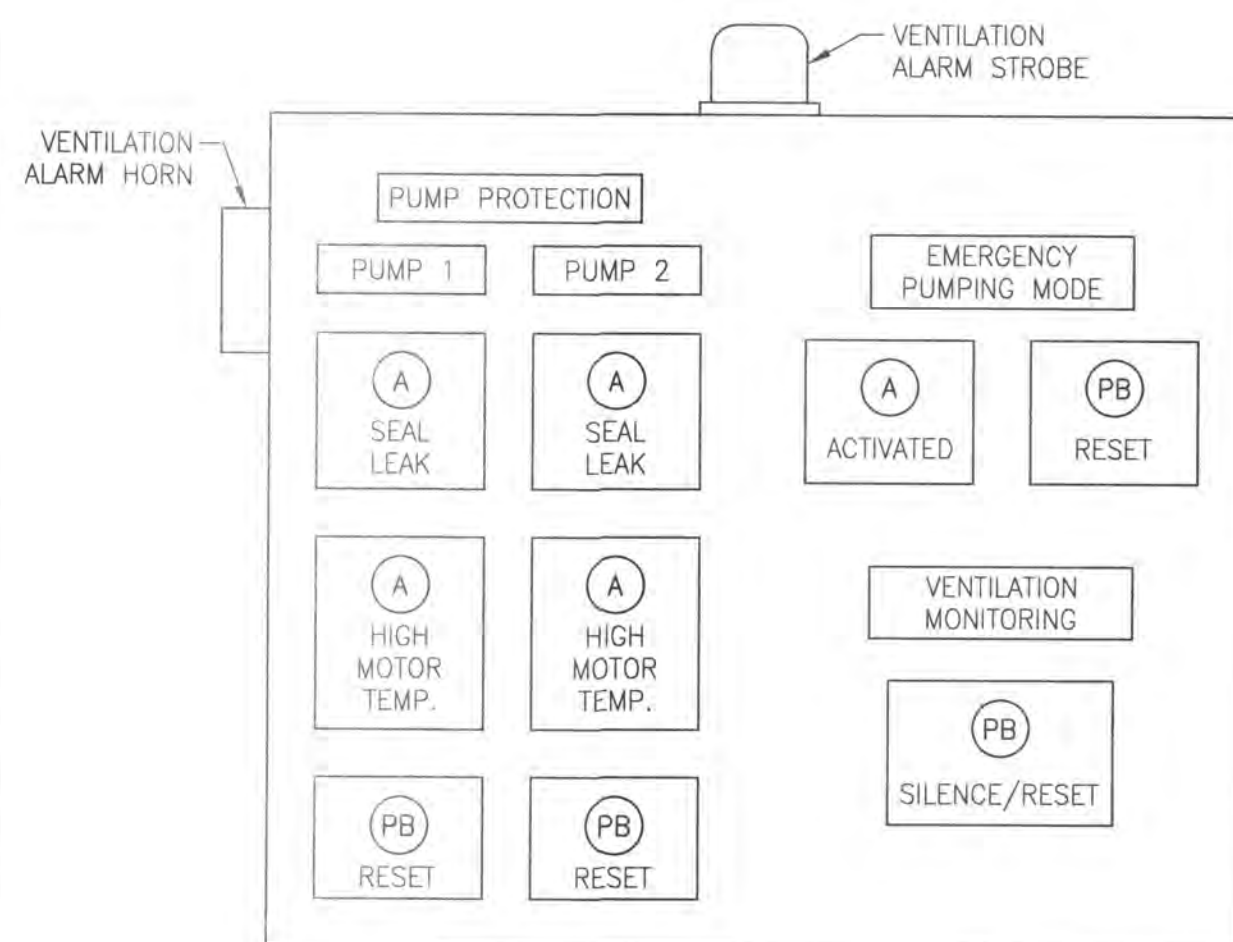 VENTILATION
ALARM STROBE
VENTILATION
ALARM HORN
PUMP PROTECTION
PUMP 1
PUMP 2
EMERGENCY
PUMPING MODE
A
SEAL
LEAK
A
SEAL
LEAK
A
ACTIVATED
PB
RESET
A
HIGH
MOTOR
TEMP.
A
HIGH
MOTOR
TEMP.
VENTILATION
MONITORING
PB
SILENCE/RESET
PB
RESET
PB
RESET